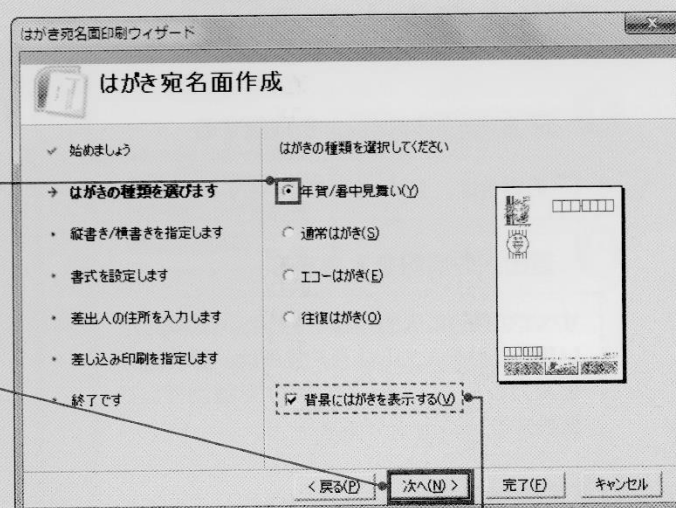 はがき宛名面印刷ウィザード
はがき宛名面作成
始めましょう
はがきの種類を選びます
縦書き/横書きを指定します
書式を設定します
差出人の住所を入力します
差し込み印刷を指定します
終了です
はがきの種類を選択してください
年賀/暑中見舞い(Y)
通常はがき(S)
エコーはがき(E)
往復はがき(O)
背景にはがきを表示する(V)
< 戻る(P)
次へ(N) >
完了(F)
キャンセル